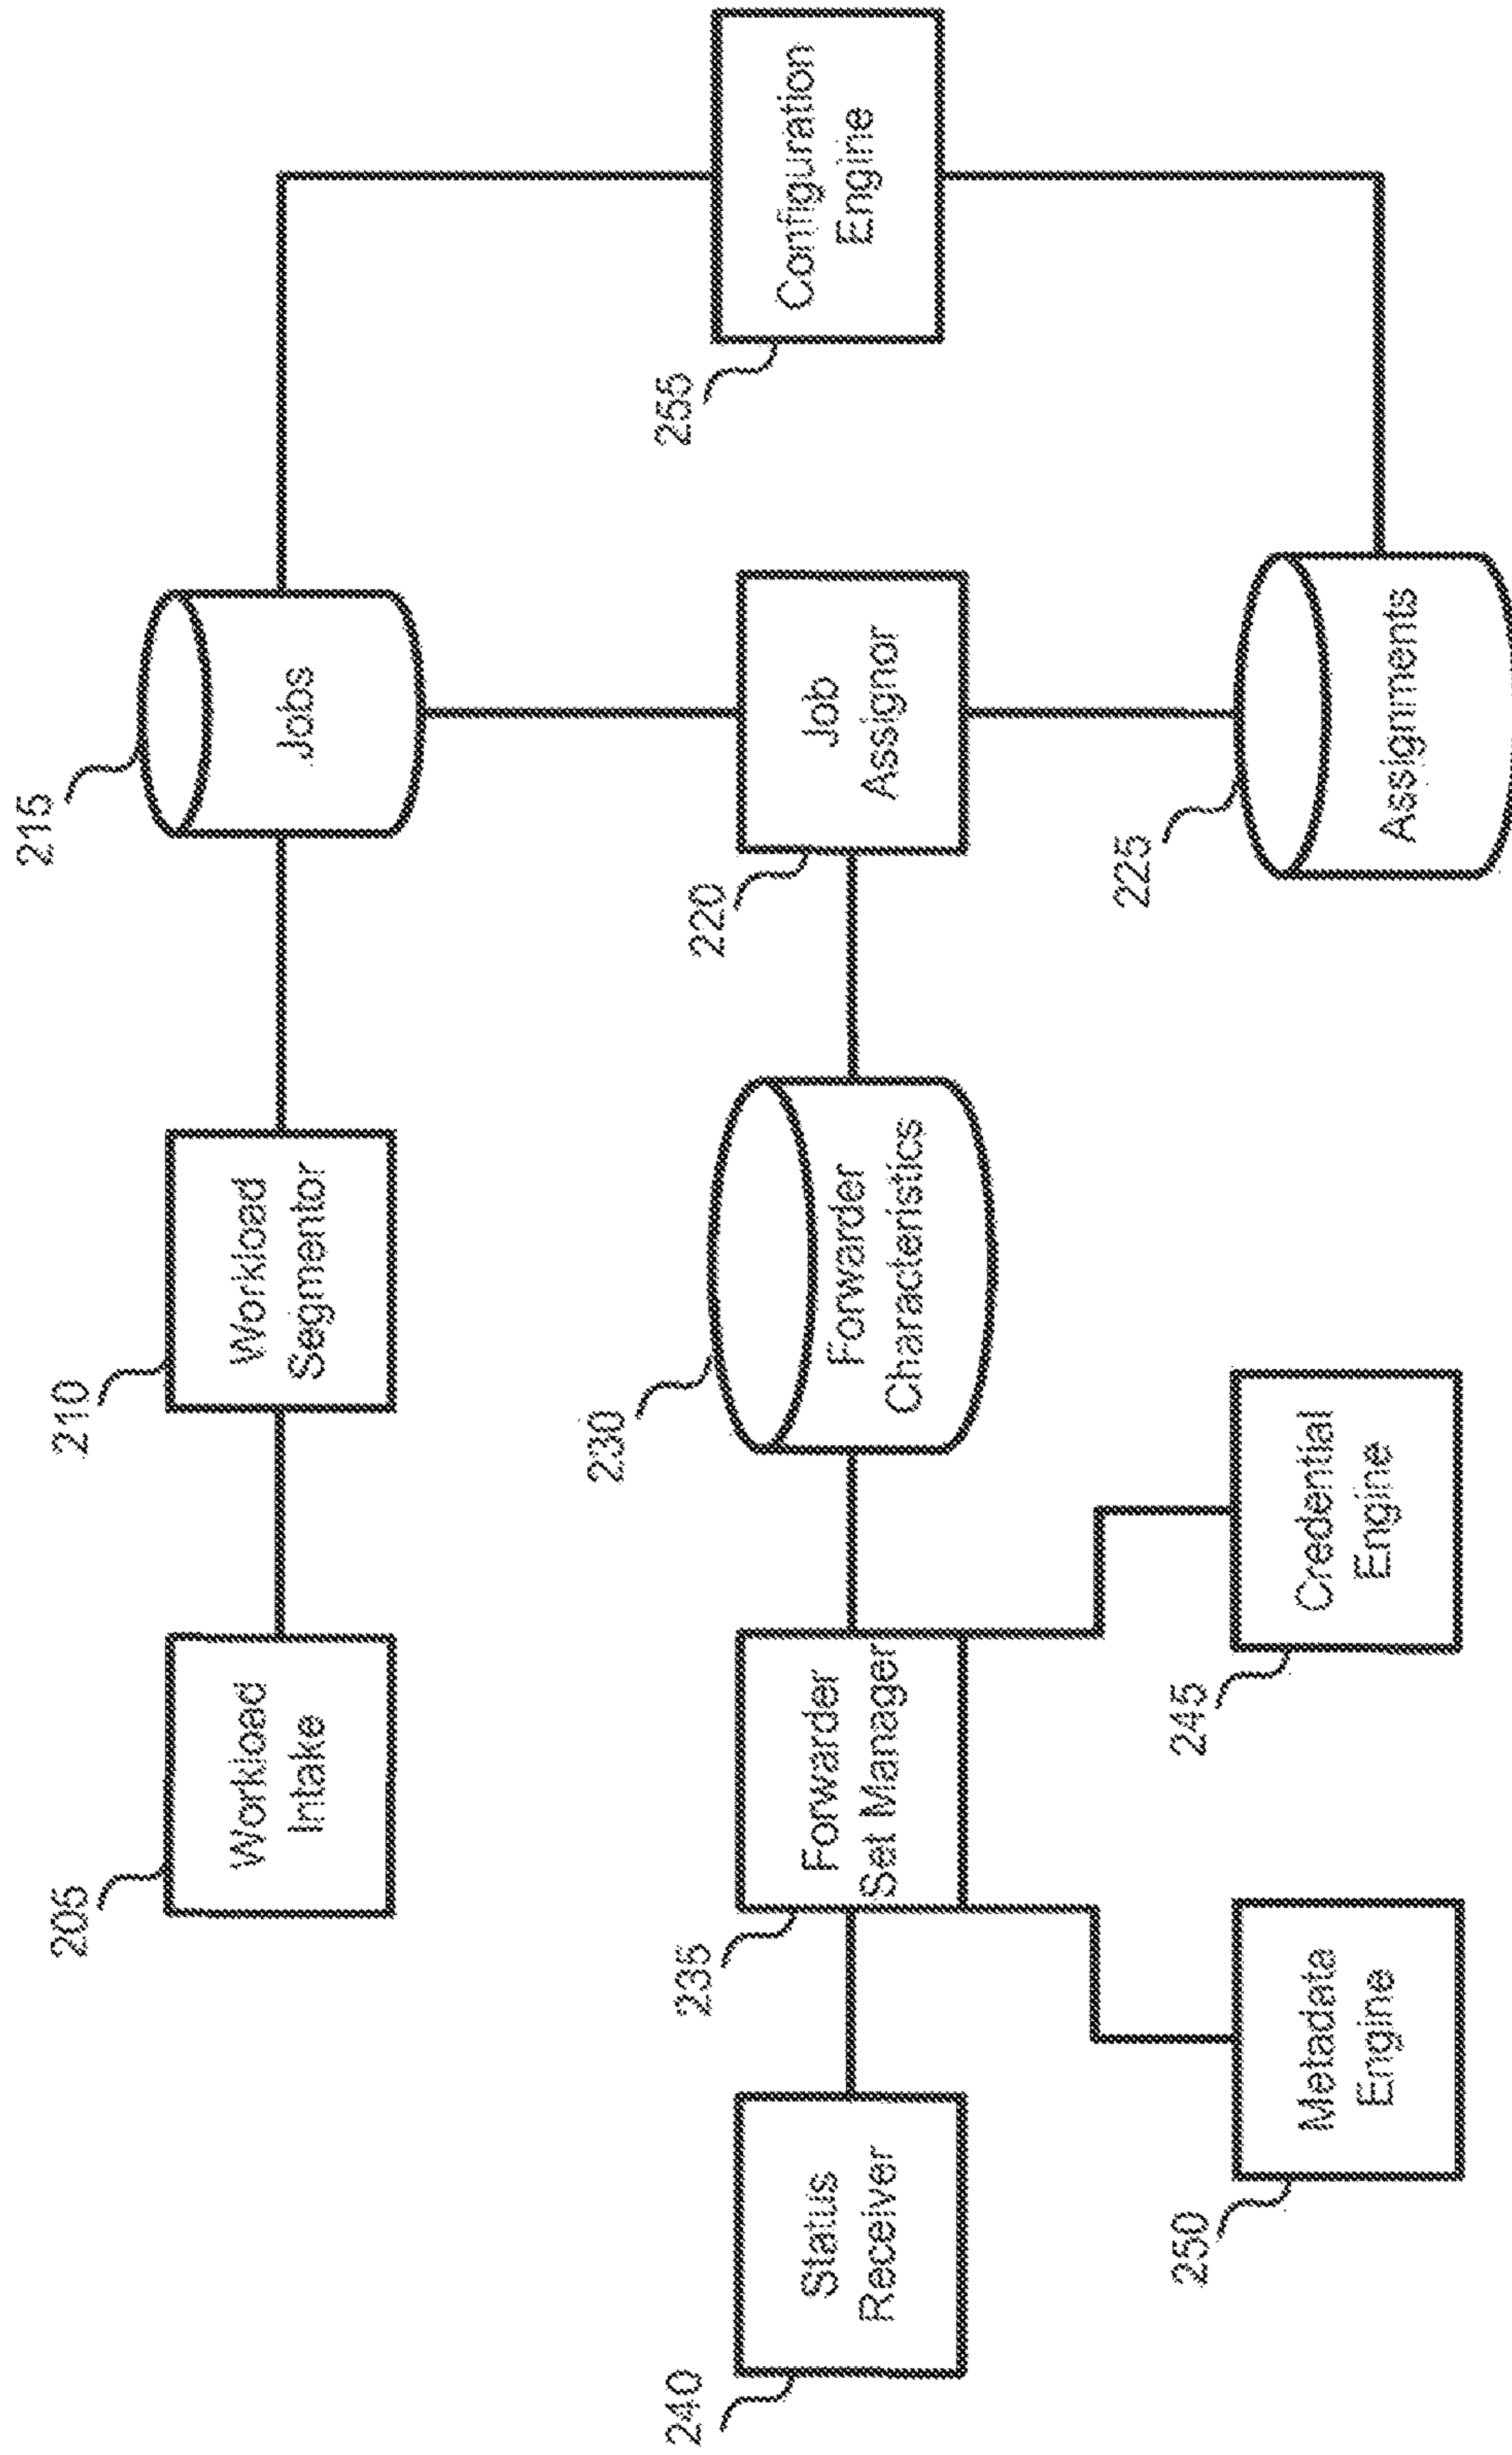 205
Workload
Intake
210
Workload
Segmentor
215
Jobs
240
Status
Receiver
235
Forwarder
Set Manager
230
Forwarder
Characteristics
220
Job
Assignor
255
Configuration
Engine
250
Metadata
Engine
245
Credential
Engine
225
Assignments